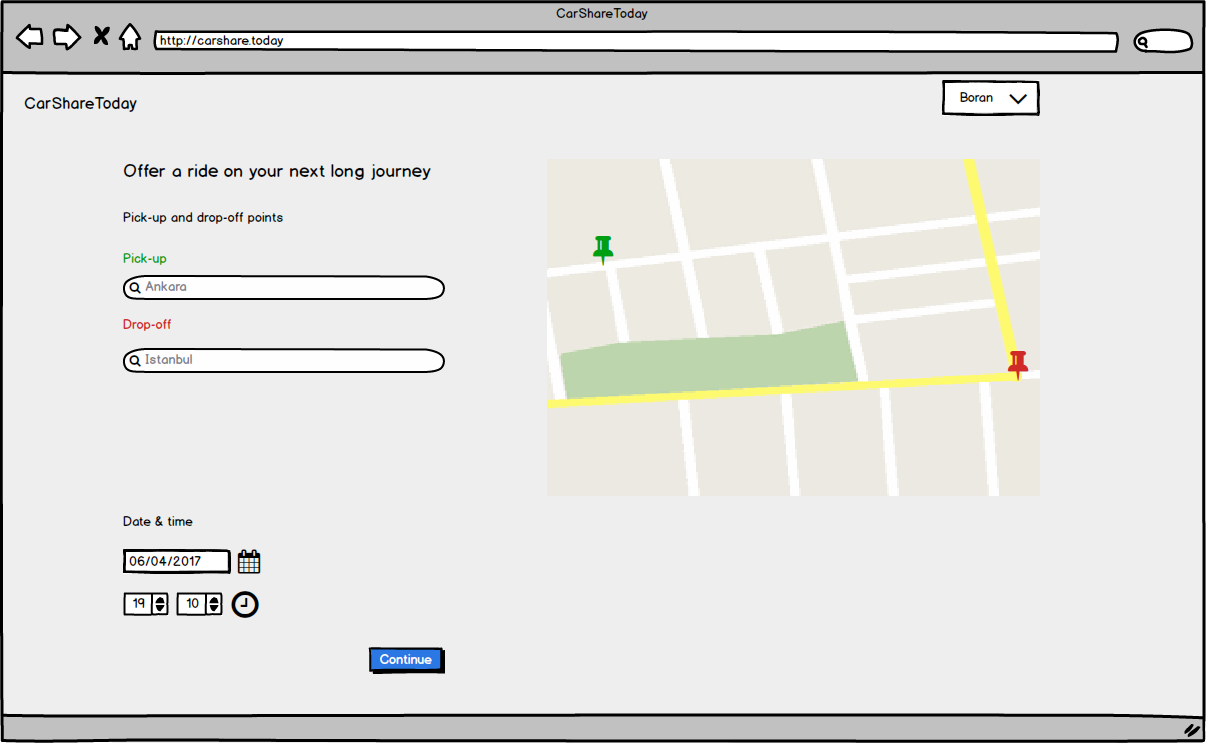 CarShareToday
http://carshare.today
CarShareToday
Boran
Offer a ride on your next long journey
Pick-up and drop-off points
Pick-up
Ankara
Drop-off
Istanbul
Date & time
06/04/2017
19 10
Continue